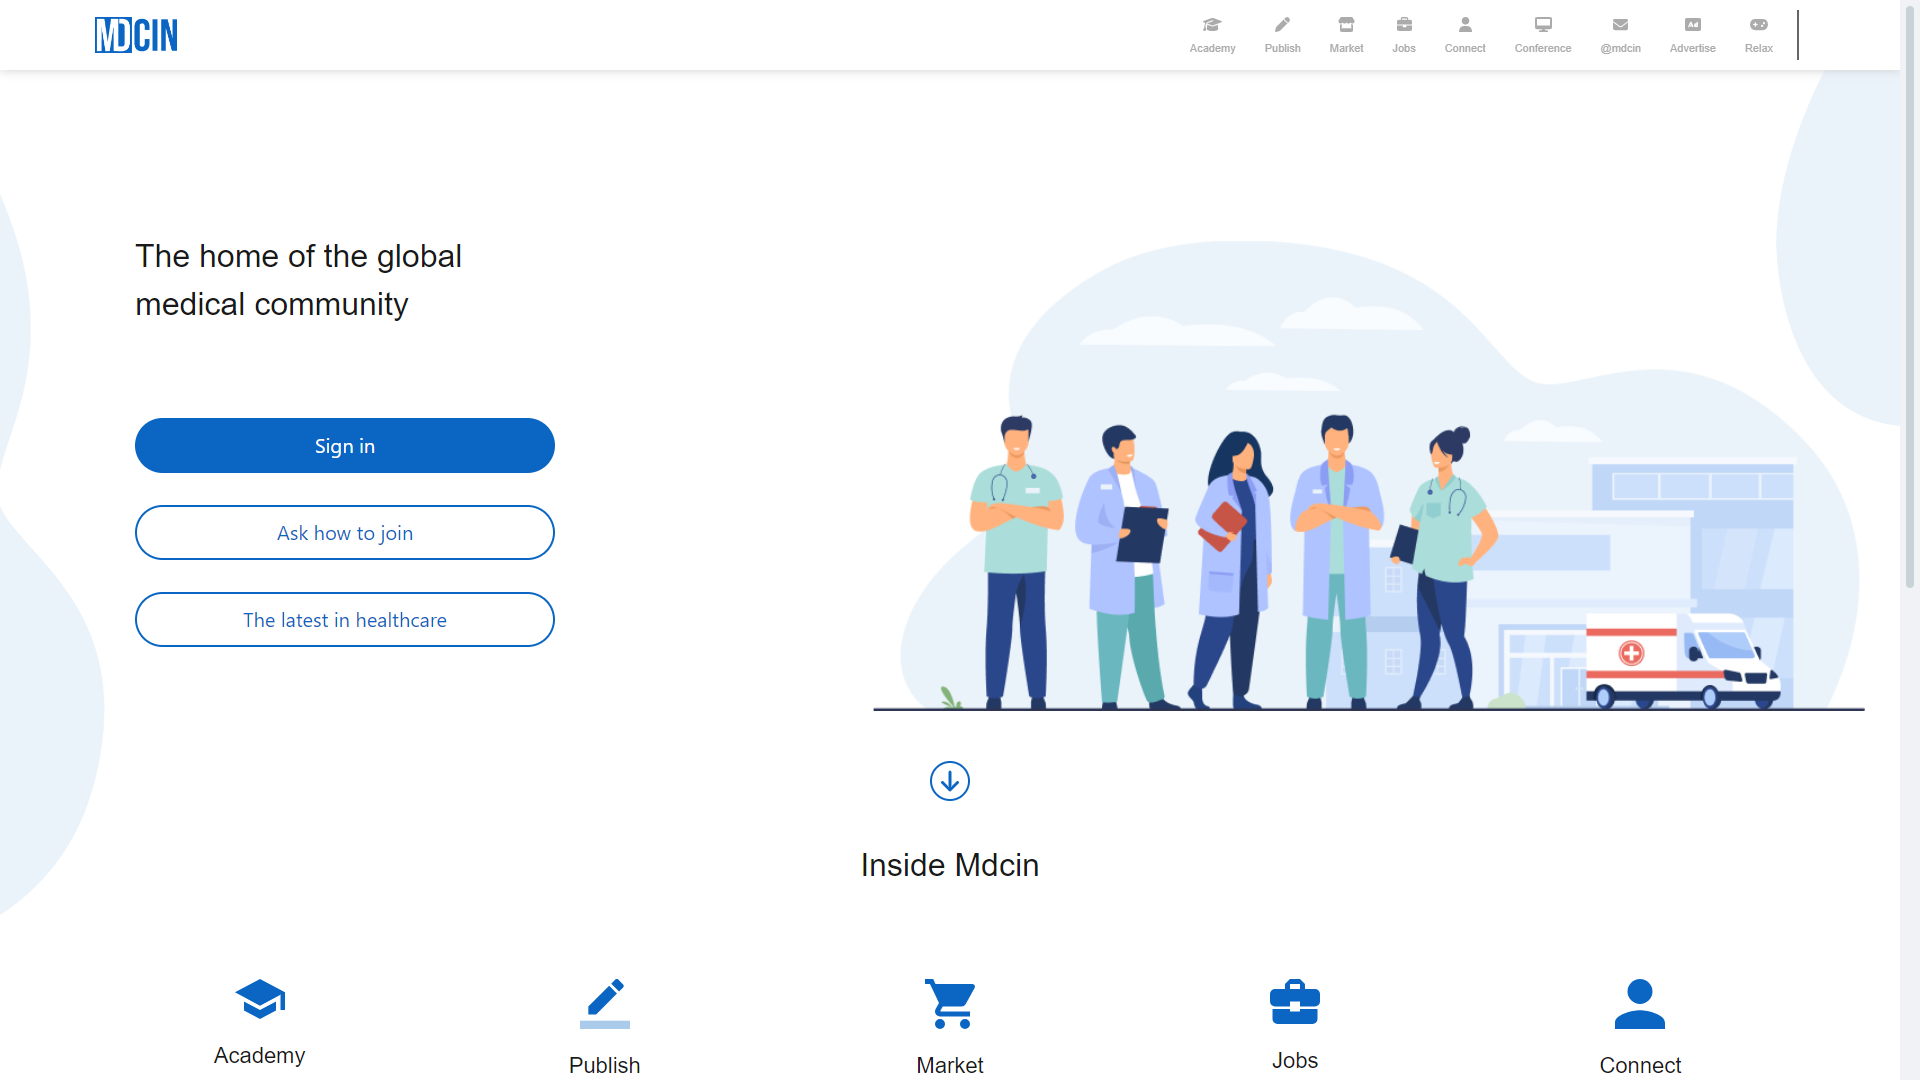 MDCIN
Academy
Publish
Market
Jobs
Connect
Conference
@mdcin
Ad
Advertise
Relax
The home of the global
medical community
Sign in
Ask how to join
The latest in healthcare
Inside Mdcin
Academy
Publish
Market
Jobs
Connect